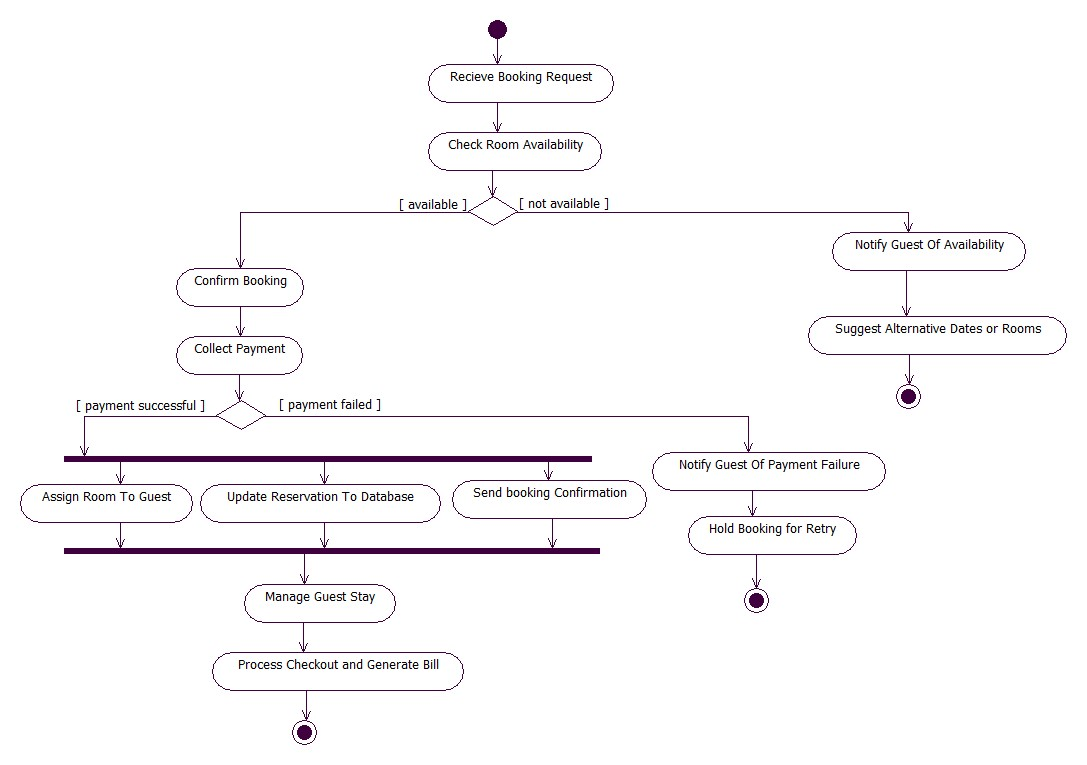 Recieve Booking Request
Check Room Availability
[ available ]
[ not available ]
Notify Guest Of Availability
Confirm Booking
Suggest Alternative Dates or Rooms
Collect Payment
[ payment successful ]
[ payment failed ]
Notify Guest Of Payment Failure
Assign Room To Guest
Update Reservation To Database
Send booking Confirmation
Hold Booking for Retry
Manage Guest Stay
Process Checkout and Generate Bill